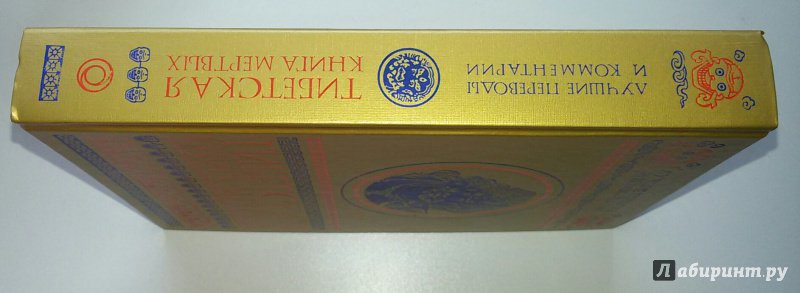 ТИБЕТСКАЯ
КНИГА МЕРТВЫХ
ЛУЧШИЕ ПЕРЕВОДЫ
И КОММЕНТАРИИ
Лабиринт.ру